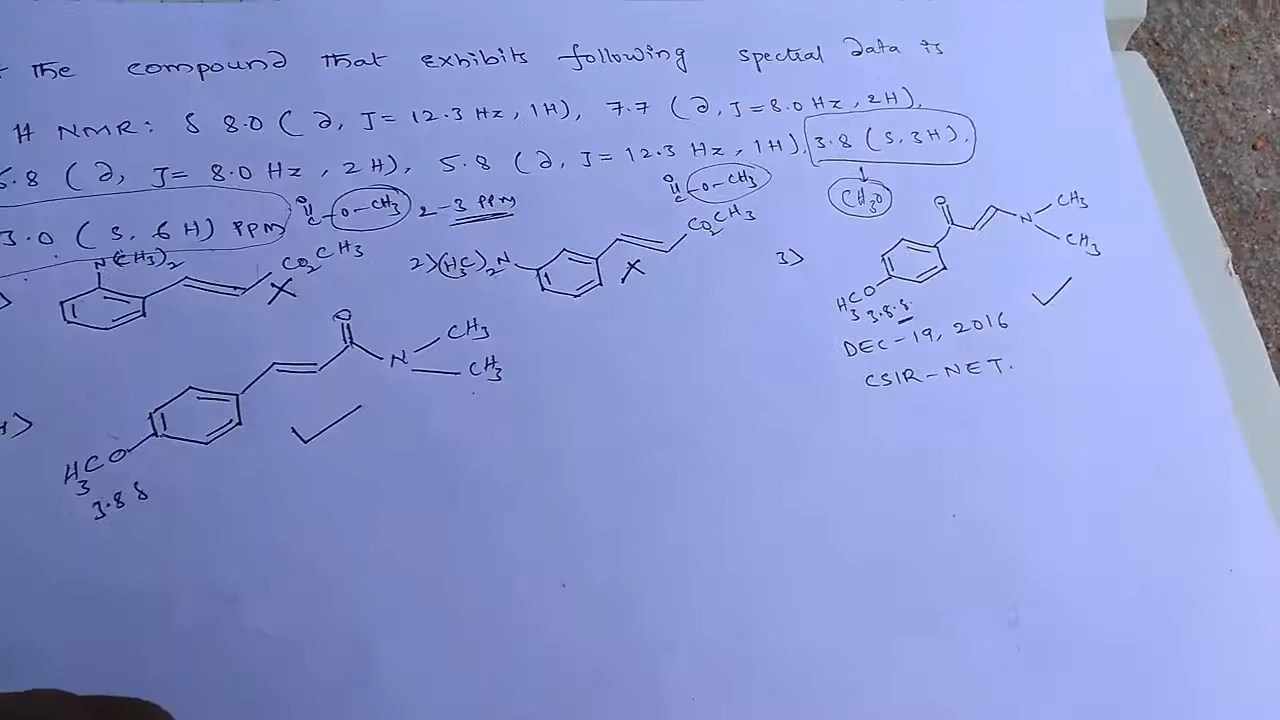 the compound that exhibits following spectral data is
H NMR: δ 8.0 (d, J= 12.3 Hz, 1H), 7.7 (d, J=8.0 Hz, 2H),
.8 (d, J= 8.0 Hz, 2H), 5.8 (d, J= 12.3 Hz, 1H), 3.8 (s, 3H).
3.0 (s, 6H) ppm
O
C-O-CH3
2-3 ppm
O
C-O-CH3
CH3O
N(CH3)2
CO2CH3
X
2> (H3C)2N
CO2CH3
X
3>
O
N
CH3
CH3
H3CO
3.8 δ
DEC-19, 2016
CSIR-NET.
>
O
N
CH3
CH3
H3CO
3.8 δ